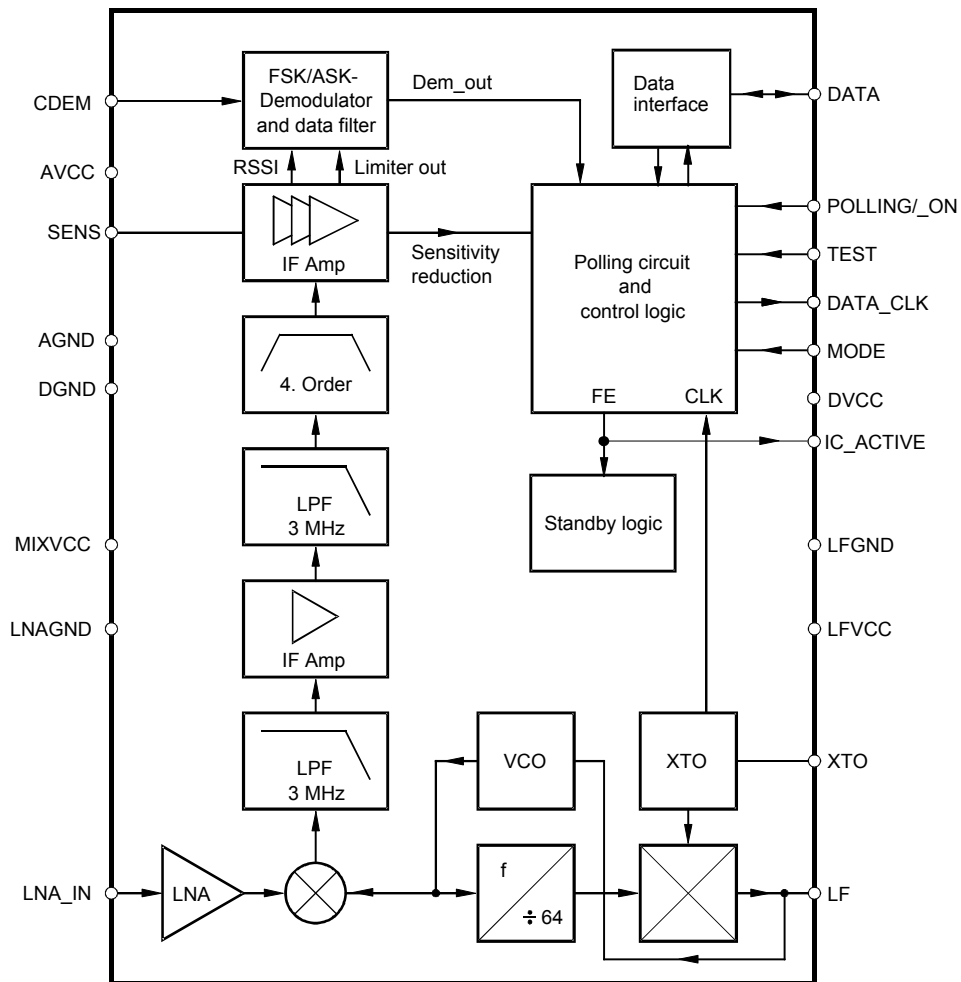 FSK/ASK-
Demodulator
and data filter
Dem_out
Data
interface
CDEM
DATA
AVCC
RSSI
Limiter out
SENS
IF Amp
Sensitivity
reduction
Polling circuit
and
control logic
POLLING/_ON
TEST
DATA_CLK
MODE
AGND
DGND
4. Order
FE
CLK
DVCC
IC_ACTIVE
LPF
3 MHz
Standby logic
MIXVCC
LFGND
LNAGND
IF Amp
LFVCC
LPF
3 MHz
VCO
XTO
XTO
LNA_IN
LNA
f
÷ 64
LF